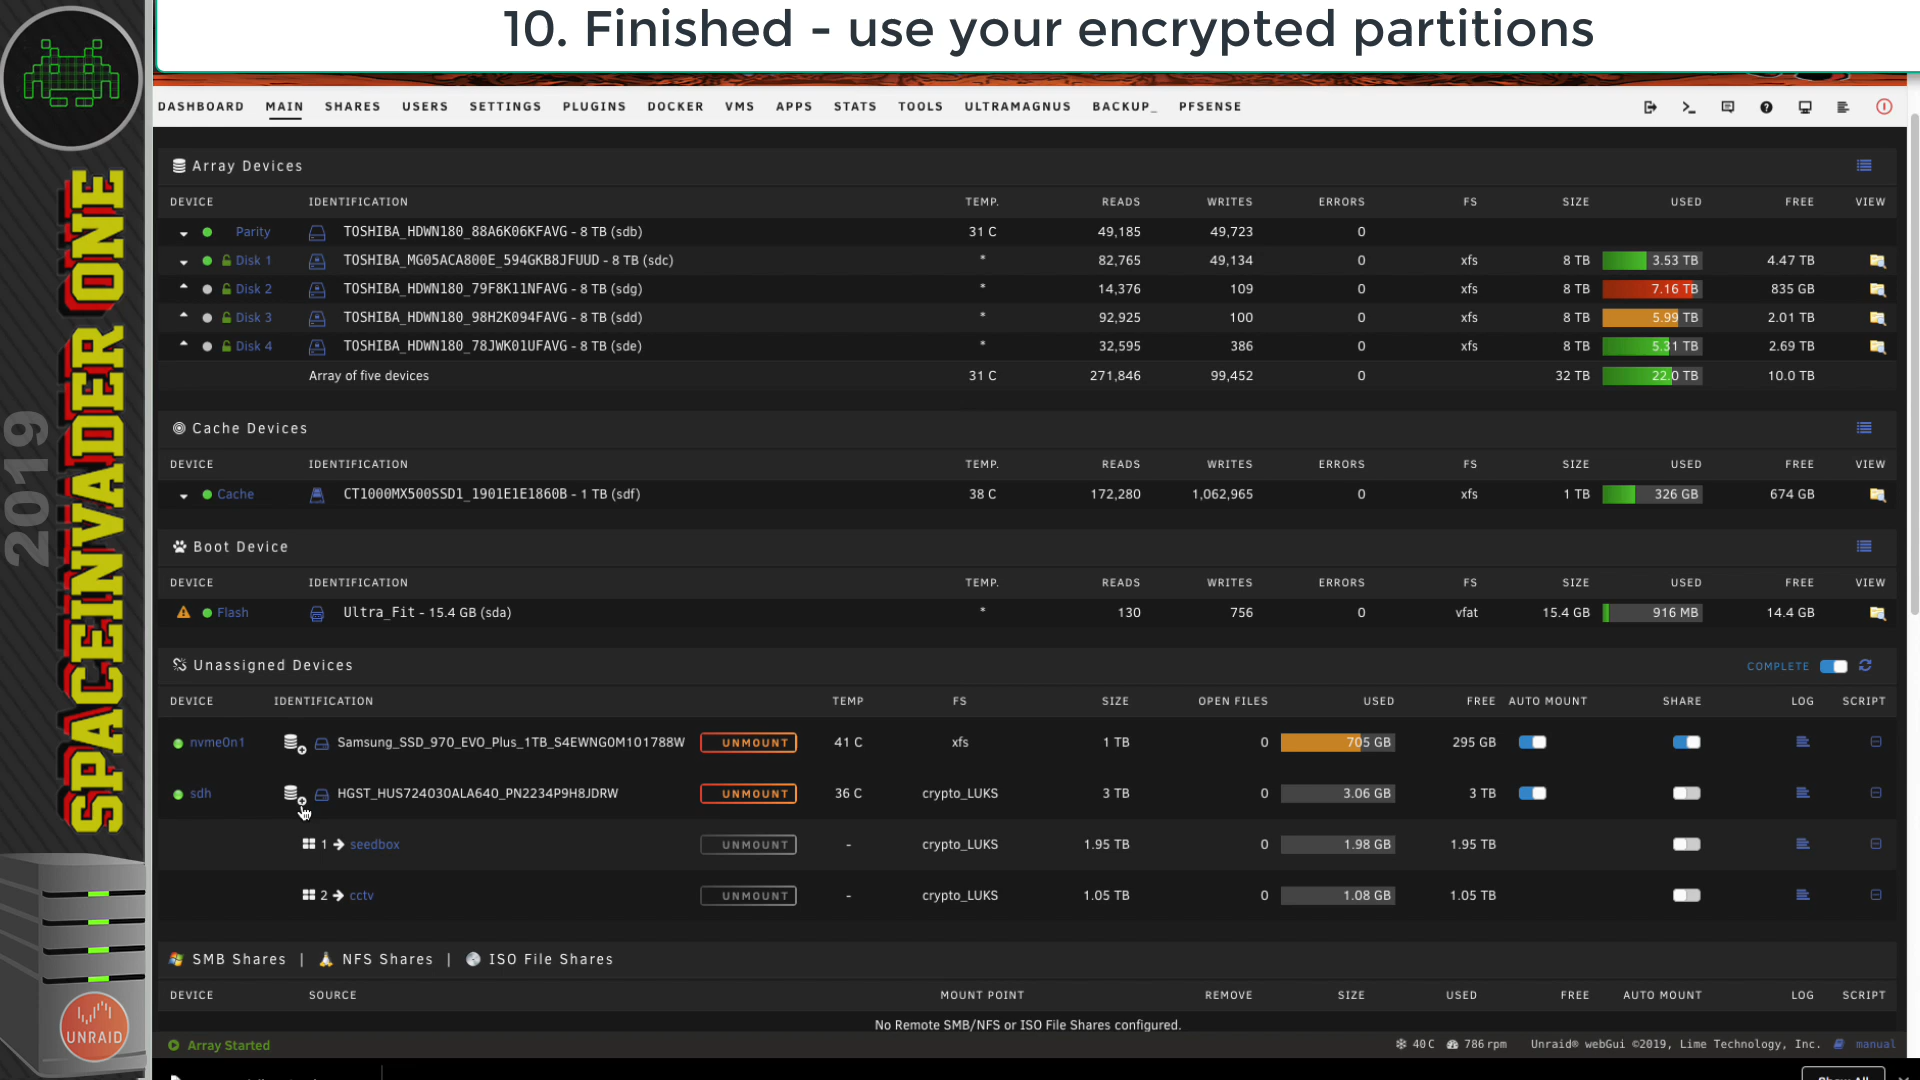 10. Finished - use your encrypted partitions
2019
SPACEINVADER ONE
UNRAID
DASHBOARD MAIN SHARES USERS SETTINGS PLUGINS DOCKER VMS APPS STATS TOOLS ULTRAMAGNUS BACKUP_ PFSENSE
Array Devices
DEVICE IDENTIFICATION TEMP. READS WRITES ERRORS FS SIZE USED FREE VIEW
Parity TOSHIBA_HDWN180_88A6K06KFAVG - 8 TB (sdb) 31 C 49,185 49,723 0
Disk 1 TOSHIBA_MG05ACA800E_594GKB8JFUUD - 8 TB (sdc) * 82,765 49,134 0 xfs 8 TB 3.53 TB 4.47 TB
Disk 2 TOSHIBA_HDWN180_79F8K11NFAVG - 8 TB (sdg) * 14,376 109 0 xfs 8 TB 7.16 TB 835 GB
Disk 3 TOSHIBA_HDWN180_98H2K094FAVG - 8 TB (sdd) * 92,925 100 0 xfs 8 TB 5.99 TB 2.01 TB
Disk 4 TOSHIBA_HDWN180_78JWK01UFAVG - 8 TB (sde) * 32,595 386 0 xfs 8 TB 5.31 TB 2.69 TB
Array of five devices 31 C 271,846 99,452 0 32 TB 22.0 TB 10.0 TB
Cache Devices
DEVICE IDENTIFICATION TEMP. READS WRITES ERRORS FS SIZE USED FREE VIEW
Cache CT1000MX500SSD1_1901E1E1860B - 1 TB (sdf) 38 C 172,280 1,062,965 0 xfs 1 TB 326 GB 674 GB
Boot Device
DEVICE IDENTIFICATION TEMP. READS WRITES ERRORS FS SIZE USED FREE VIEW
Flash Ultra_Fit - 15.4 GB (sda) * 130 756 0 vfat 15.4 GB 916 MB 14.4 GB
Unassigned Devices COMPLETE
DEVICE IDENTIFICATION TEMP FS SIZE OPEN FILES USED FREE AUTO MOUNT SHARE LOG SCRIPT
nvme0n1 Samsung_SSD_970_EVO_Plus_1TB_S4EWNG0M101788W UNMOUNT 41 C xfs 1 TB 0 705 GB 295 GB
sdh HGST_HUS724030ALA640_PN2234P9H8JDRW UNMOUNT 36 C crypto_LUKS 3 TB 0 3.06 GB 3 TB
1 seedbox UNMOUNT - crypto_LUKS 1.95 TB 0 1.98 GB 1.95 TB
2 cctv UNMOUNT - crypto_LUKS 1.05 TB 0 1.08 GB 1.05 TB
SMB Shares | NFS Shares | ISO File Shares
DEVICE SOURCE MOUNT POINT REMOVE SIZE USED FREE AUTO MOUNT LOG SCRIPT
No Remote SMB/NFS or ISO File Shares configured.
Array Started 40 C 786 rpm Unraid® webGui ©2019, Lime Technology, Inc. manual